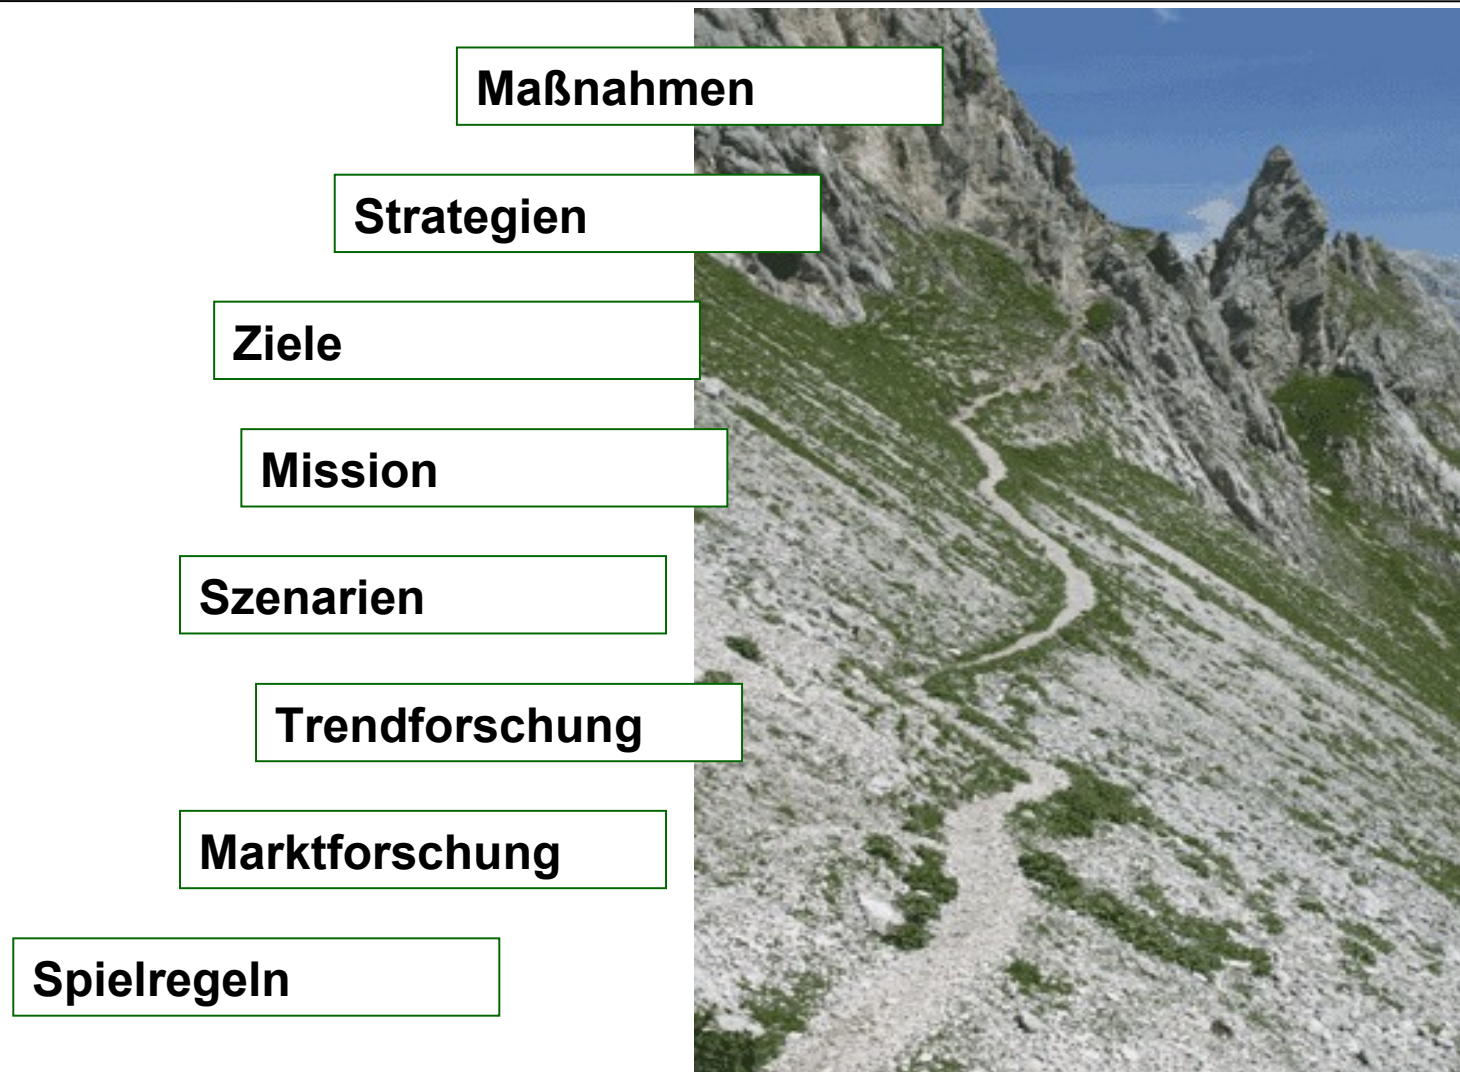 Maßnahmen
Strategien
Ziele
Mission
Szenarien
Trendforschung
Marktforschung
Spielregeln